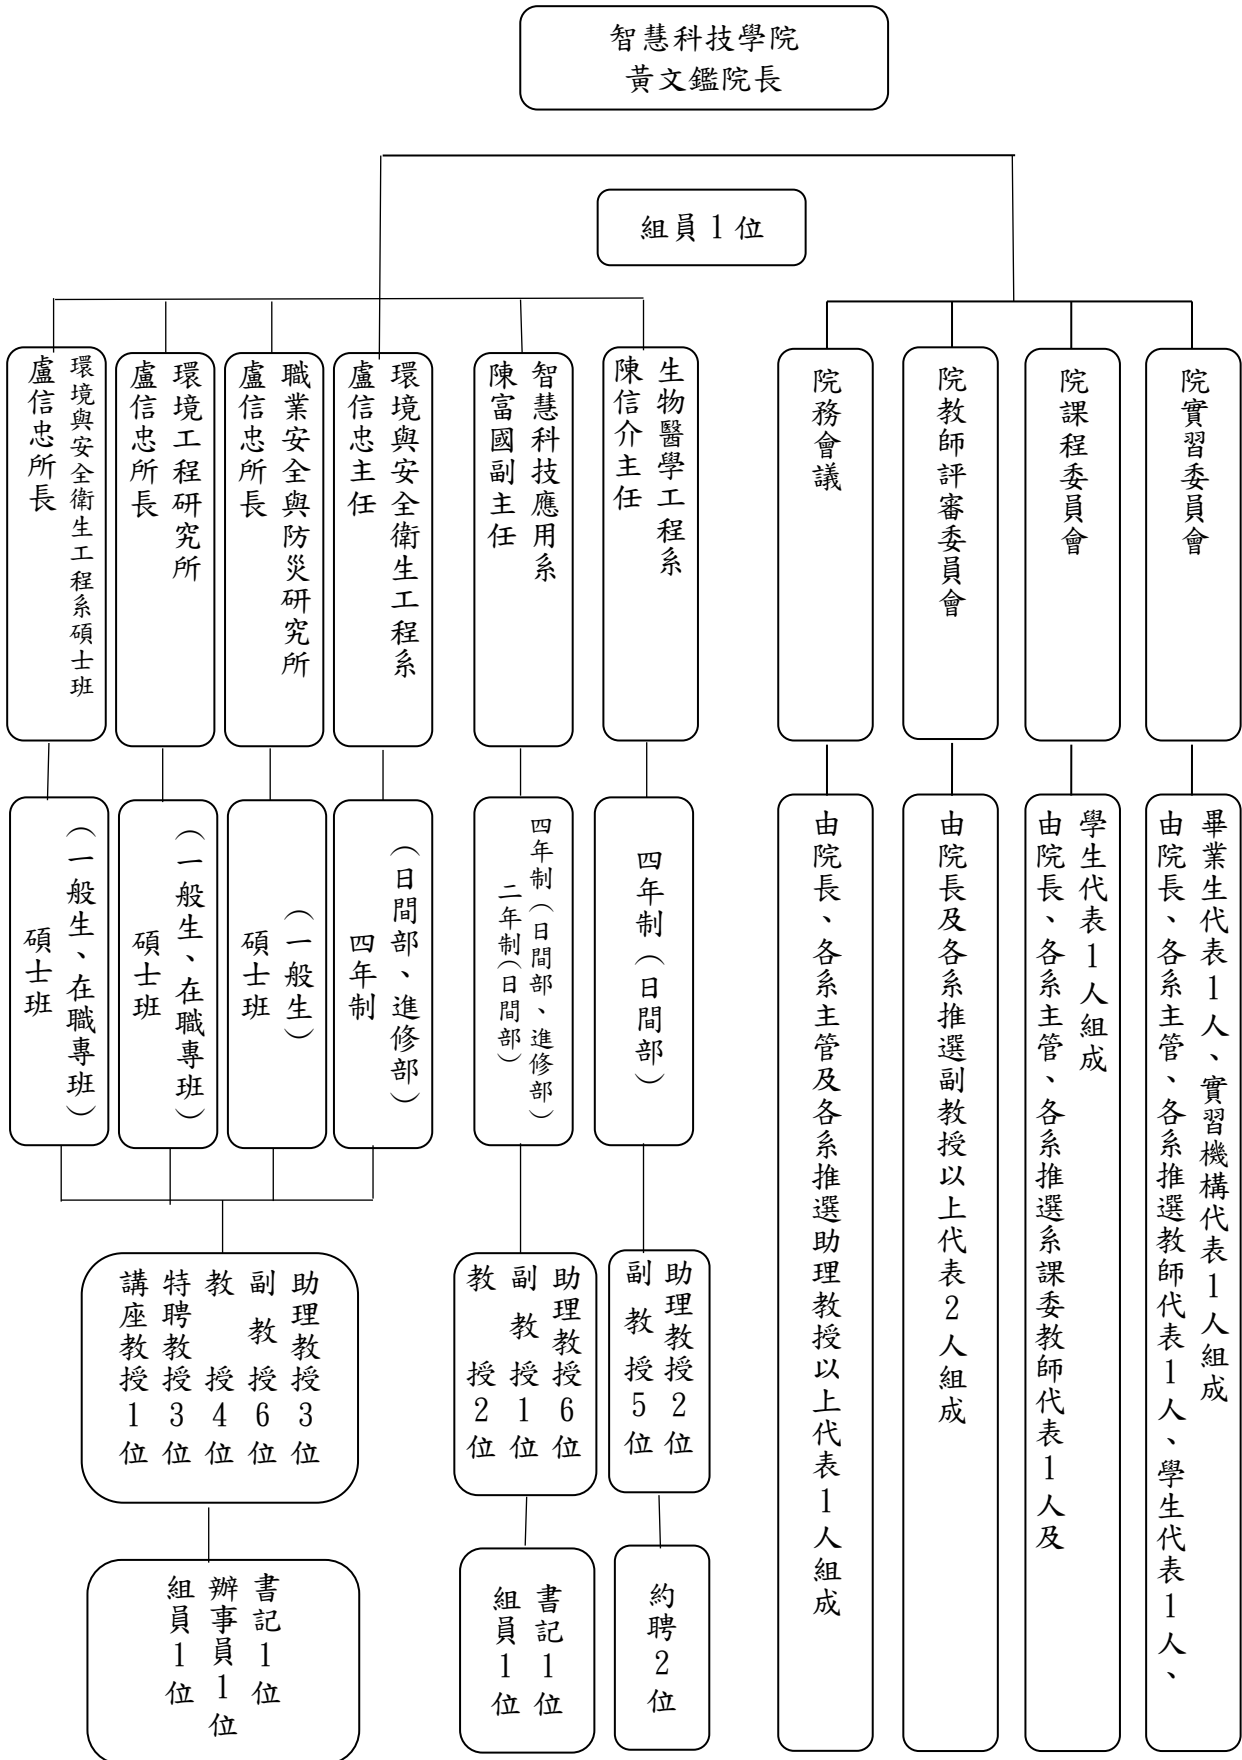 智慧科技學院
黃文鑑院長
組員1位
環境與安全衛生工程系碩士班
盧信忠所長
環境工程研究所
盧信忠所長
職業安全與防災研究所
盧信忠所長
環境與安全衛生工程系
盧信忠主任
智慧科技應用系
陳富國副主任
生物醫學工程系
陳信介主任
院務會議
院教師評審委員會
院課程委員會
院實習委員會
(一般生、在職專班)
碩士班
(一般生、在職專班)
碩士班
(一般生)
碩士班
(日間部、進修部)
四年制
四年制(日間部、進修部)
二年制(日間部)
四年制(日間部)
由院長、各系主管及各系推選助理教授以上代表1人組成
由院長及各系推選副教授以上代表2人組成
學生代表1人組成
由院長、各系主管、各系推選系課委教師代表1人及
畢業生代表1人、實習機構代表1人組成
由院長、各系主管、各系推選教師代表1人、學生代表1人、
助理教授3位
副教授6位
教授4位
特聘教授3位
講座教授1位
助理教授6位
副教授1位
教授2位
助理教授2位
副教授5位
書記1位
辦事員1位
組員1位
書記1位
組員1位
約聘2位